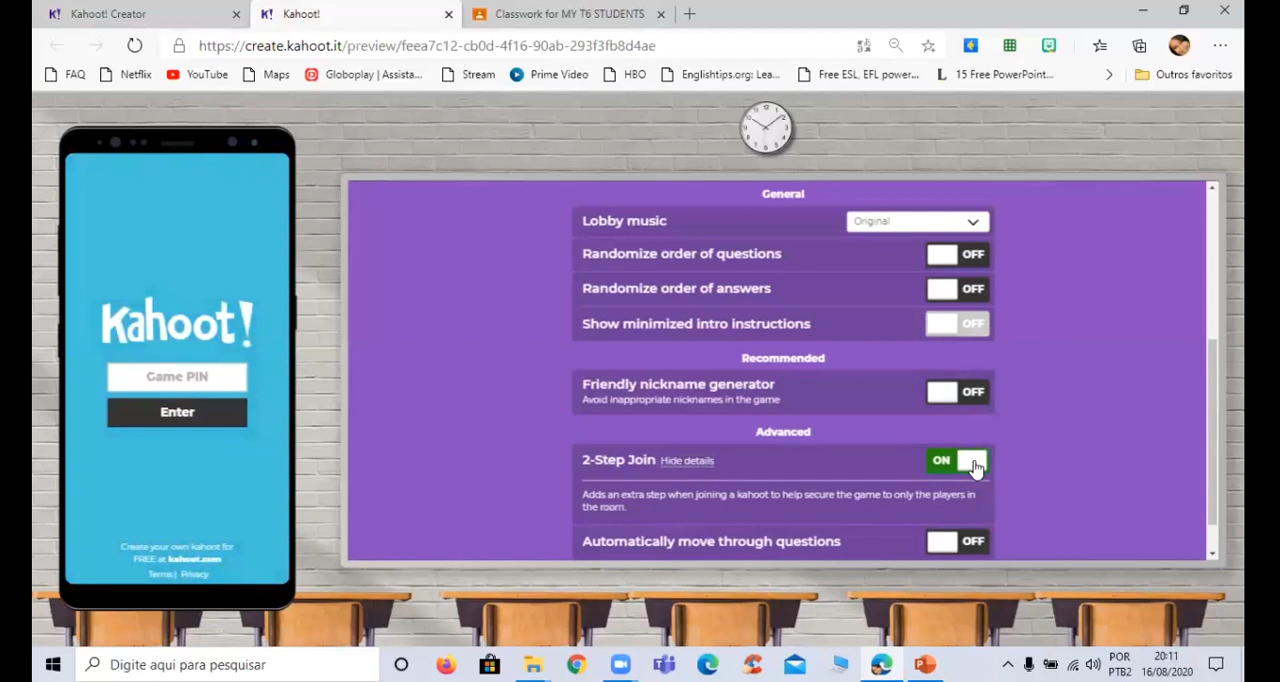 Kahoot! Creator
Kahoot!
Classwork for MY T6 STUDENTS
https://create.kahoot.it/preview/feea7c12-cb0d-4f16-90ab-293f3fb8d4ae
FAQ
Netflix
YouTube
Maps
Globoplay | Assista...
Stream
Prime Video
HBO
Englishtips.org: Lea...
Free ESL, EFL power...
15 Free PowerPoint...
Outros favoritos
Kahoot!
Game PIN
Enter
Create your own kahoot for
FREE at kahoot.com
Terms | Privacy
General
Lobby music
Original
Randomize order of questions
OFF
Randomize order of answers
OFF
Show minimized intro instructions
OFF
Recommended
Friendly nickname generator
Avoid inappropriate nicknames in the game
OFF
Advanced
2-Step Join Hide details
ON
Adds an extra step when joining a kahoot to help secure the game to only the players in
the room.
Automatically move through questions
OFF
Digite aqui para pesquisar
POR
PTB2
20:11
16/08/2020